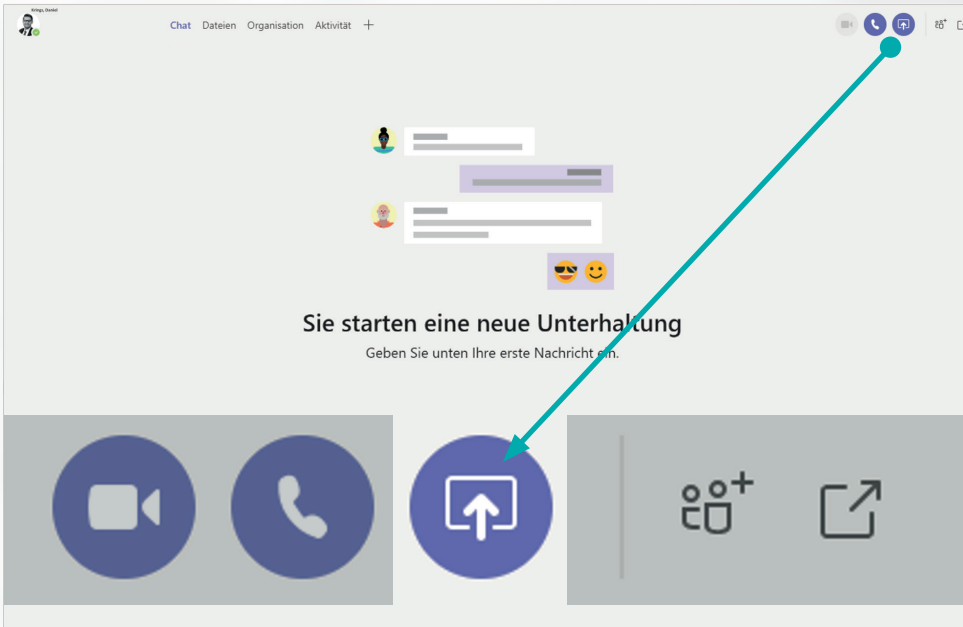 Krings, Daniel
Chat Dateien Organisation Aktivität
Sie starten eine neue Unterhaltung
Geben Sie unten Ihre erste Nachricht ein.